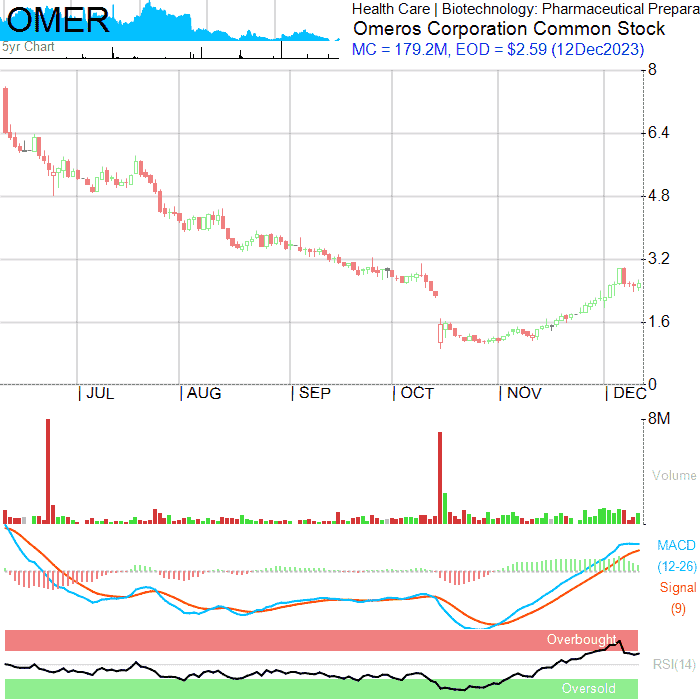 OMER
5yr Chart
Health Care | Biotechnology: Pharmaceutical Prepara
Omeros Corporation Common Stock
MC = 179.2M, EOD = $2.59 (12Dec2023)
8
6.4
4.8
3.2
1.6
0
| JUL | AUG | SEP | OCT | NOV | DEC
8M
Volume
MACD
(12-26)
Signal
(9)
Overbought
RSI(14)
Oversold